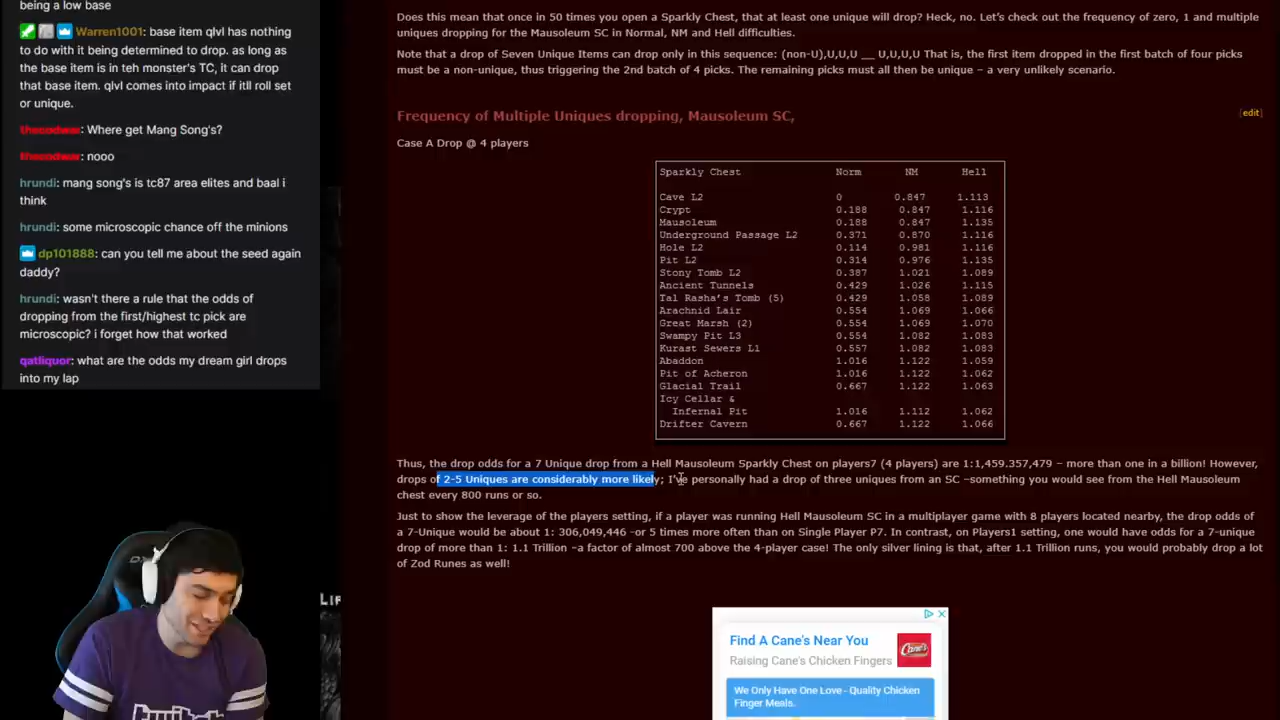 being a low base
Warren1001: base item qlvl has nothing
to do with it being determined to drop. as long as
the base item is in teh monster's TC, it can drop
that base item. qlvl comes into impact if itll roll set
or unique.
thecodwar: Where get Mang Song's?
thecodwar: nooo
hrundi: mang song's is tc87 area elites and baal i
think
hrundi: some microscopic chance off the minions
dp101888: can you tell me about the seed again
daddy?
hrundi: wasn't there a rule that the odds of
dropping from the first/highest tc pick are
microscopic? i forget how that worked
qatliquor: what are the odds my dream girl drops
into my lap
Does this mean that once in 50 times you open a Sparkly Chest, that at least one unique will drop? Heck, no. Let's check out the frequency of zero, 1 and multiple
uniques dropping for the Mausoleum SC in Normal, NM and Hell difficulties.
Note that a drop of Seven Unique Items can drop only in this sequence: (non-U),U,U,U __ U,U,U,U That is, the first item dropped in the first batch of four picks
must be a non-unique, thus triggering the 2nd batch of 4 picks. The remaining picks must all then be unique – a very unlikely scenario.
Frequency of Multiple Uniques dropping, Mausoleum SC,
[edit]
Case A Drop @ 4 players
Sparkly Chest Norm NM Hell
Cave L2 0 0.847 1.113
Crypt 0.188 0.847 1.116
Mausoleum 0.188 0.847 1.135
Underground Passage L2 0.371 0.870 1.116
Hole L2 0.114 0.981 1.116
Pit L2 0.314 0.976 1.135
Stony Tomb L2 0.387 1.021 1.089
Ancient Tunnels 0.429 1.026 1.115
Tal Rasha's Tomb (5) 0.429 1.058 1.089
Arachnid Lair 0.554 1.069 1.066
Great Marsh (2) 0.554 1.069 1.070
Swampy Pit L3 0.554 1.082 1.083
Kurast Sewers L1 0.557 1.082 1.083
Abaddon 1.016 1.122 1.059
Pit of Acheron 1.016 1.122 1.062
Glacial Trail 0.667 1.122 1.063
Icy Cellar &
Infernal Pit 1.016 1.112 1.062
Drifter Cavern 0.667 1.122 1.066
Thus, the drop odds for a 7 Unique drop from a Hell Mausoleum Sparkly Chest on players7 (4 players) are 1:1,459.357,479 – more than one in a billion! However,
drops of 2-5 Uniques are considerably more likely; I've personally had a drop of three uniques from an SC –something you would see from the Hell Mausoleum
chest every 800 runs or so.
Just to show the leverage of the players setting, if a player was running Hell Mausoleum SC in a multiplayer game with 8 players located nearby, the drop odds of
a 7-Unique would be about 1: 306,049,446 -or 5 times more often than on Single Player P7. In contrast, on Players1 setting, one would have odds for a 7-unique
drop of more than 1: 1.1 Trillion –a factor of almost 700 above the 4-player case! The only silver lining is that, after 1.1 Trillion runs, you would probably drop a lot
of Zod Runes as well!
Find A Cane's Near You
Raising Cane's Chicken Fingers
Cane's
We Only Have One Love - Quality Chicken
Finger Meals.